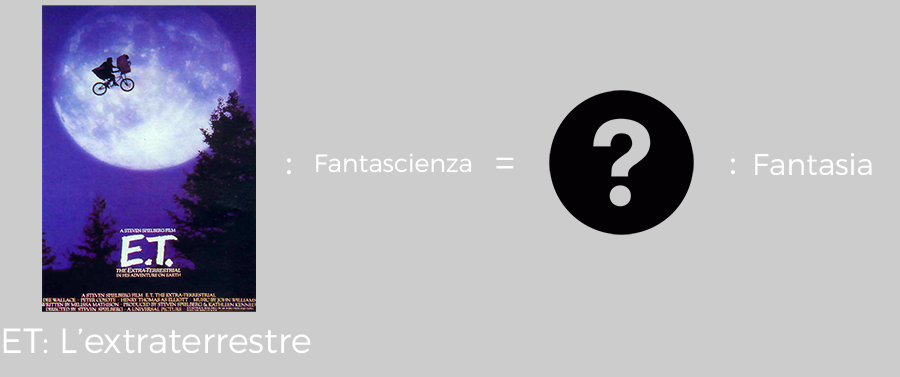 A STEVEN SPIELBERG FILM
E.T.
THE EXTRA-TERRESTRIAL
IN HIS ADVENTURE ON EARTH
A STEVEN SPIELBERG FILM E.T. THE EXTRA-TERRESTRIAL
DEE WALLACE · PETER COYOTE · HENRY THOMAS AS ELLIOTT · MUSIC BY JOHN WILLIAMS
WRITTEN BY MELISSA MATHISON · PRODUCED BY STEVEN SPIELBERG & KATHLEEN KENNEDY
DIRECTED BY STEVEN SPIELBERG · A UNIVERSAL PICTURE
: Fantascienza = ? : Fantasia
ET: L’extraterrestre